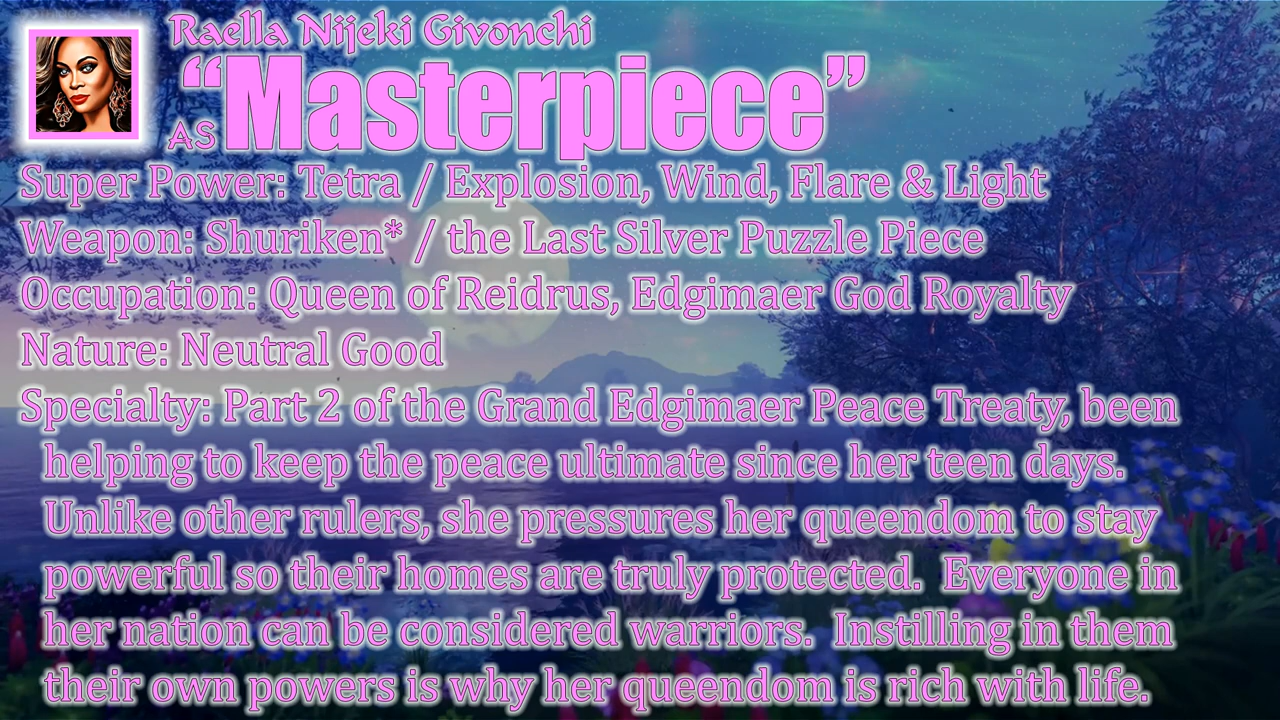 Raella Nijeki Givonchi
AS “Masterpiece”
Super Power: Tetra / Explosion, Wind, Flare & Light
Weapon: Shuriken* / the Last Silver Puzzle Piece
Occupation: Queen of Reidrus, Edgimaer God Royalty
Nature: Neutral Good
Specialty: Part 2 of the Grand Edgimaer Peace Treaty, been
helping to keep the peace ultimate since her teen days.
Unlike other rulers, she pressures her queendom to stay
powerful so their homes are truly protected.  Everyone in
her nation can be considered warriors.  Instilling in them
their own powers is why her queendom is rich with life.